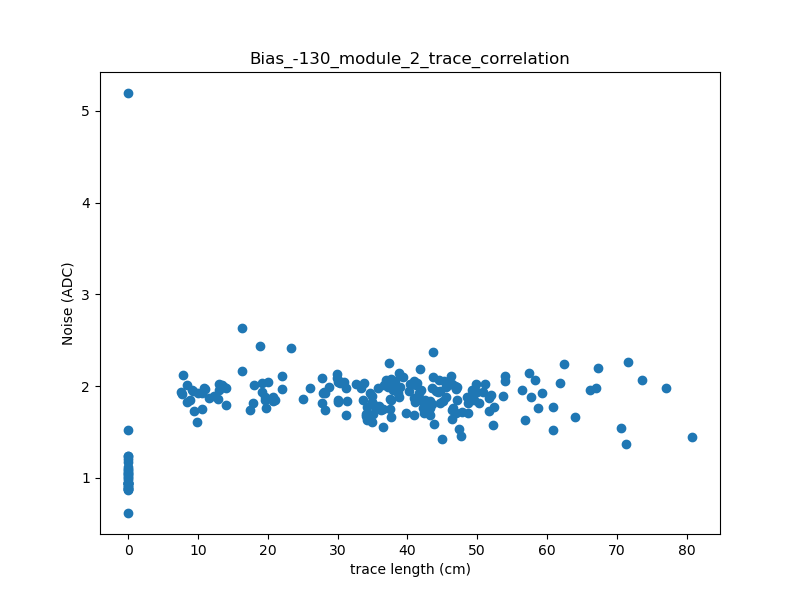 Bias_-130_module_2_trace_correlation
5
4
3
2
1
Noise (ADC)
0 10 20 30 40 50 60 70 80
trace length (cm)